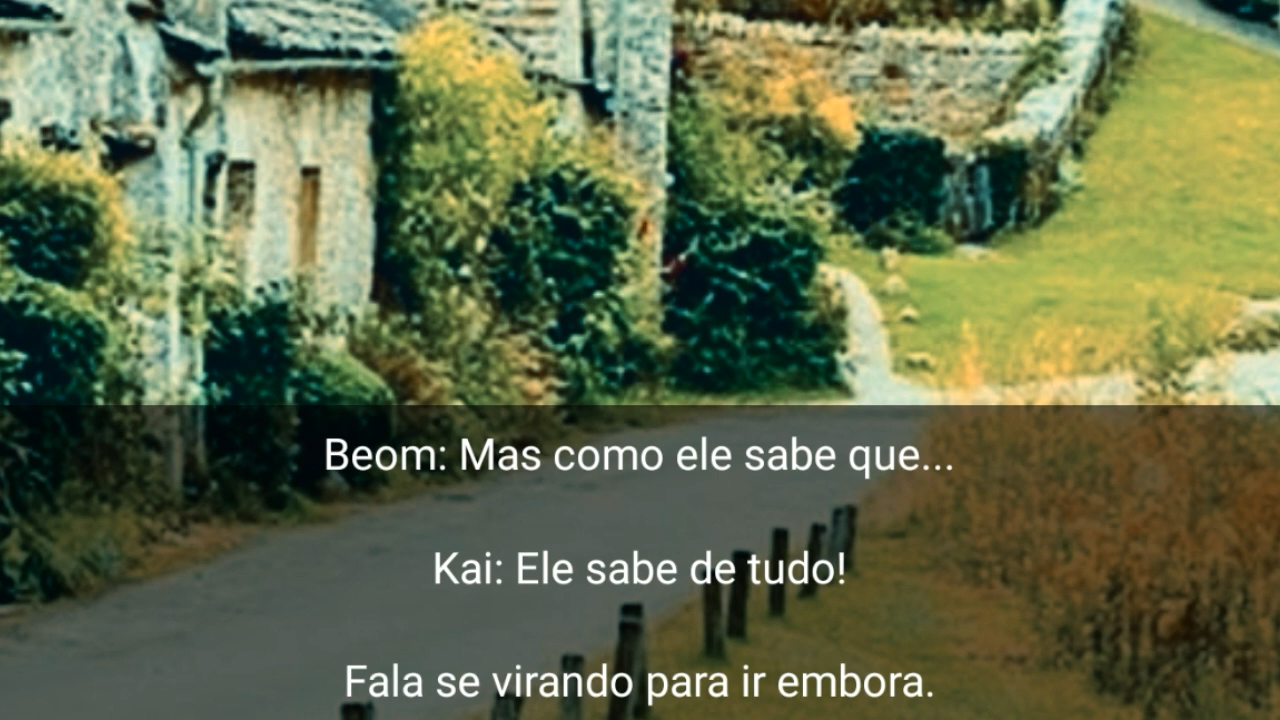 Beom: Mas como ele sabe que...
Kai: Ele sabe de tudo!
Fala se virando para ir embora.